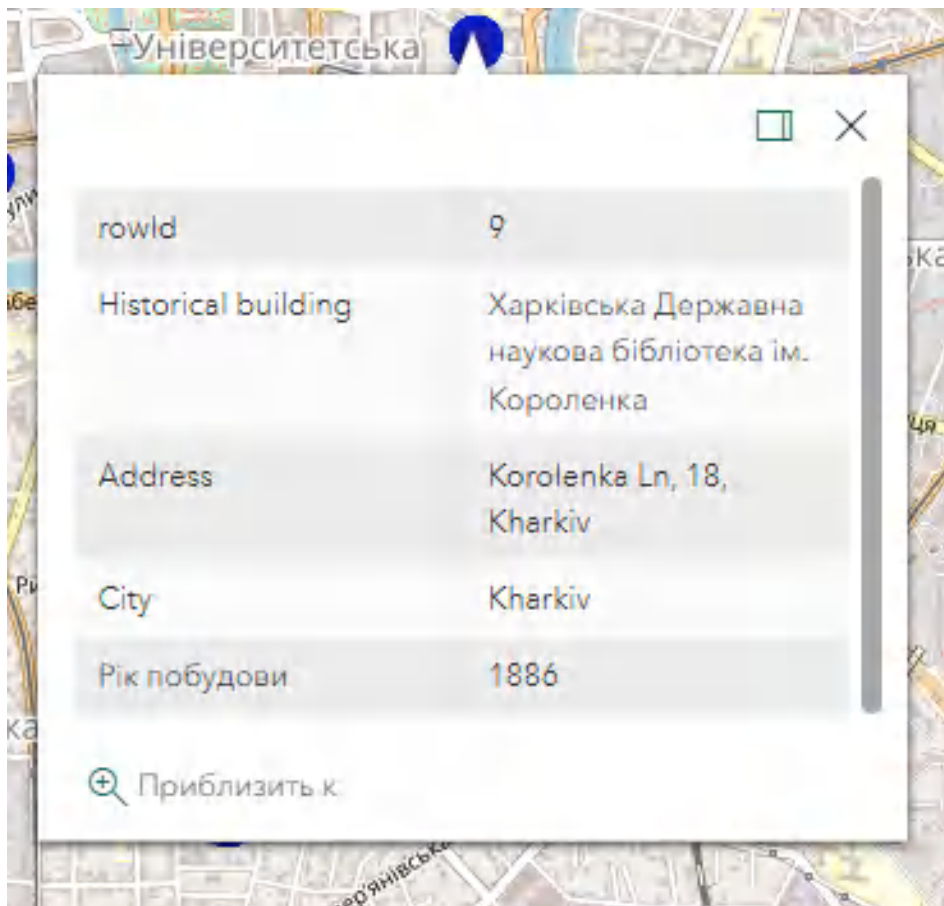 Університетська
rowId 9
Historical building Харківська Державна
наукова бібліотека ім.
Короленка
Address Korolenka Ln, 18,
Kharkiv
City Kharkiv
Рік побудови 1886
Приблизить к